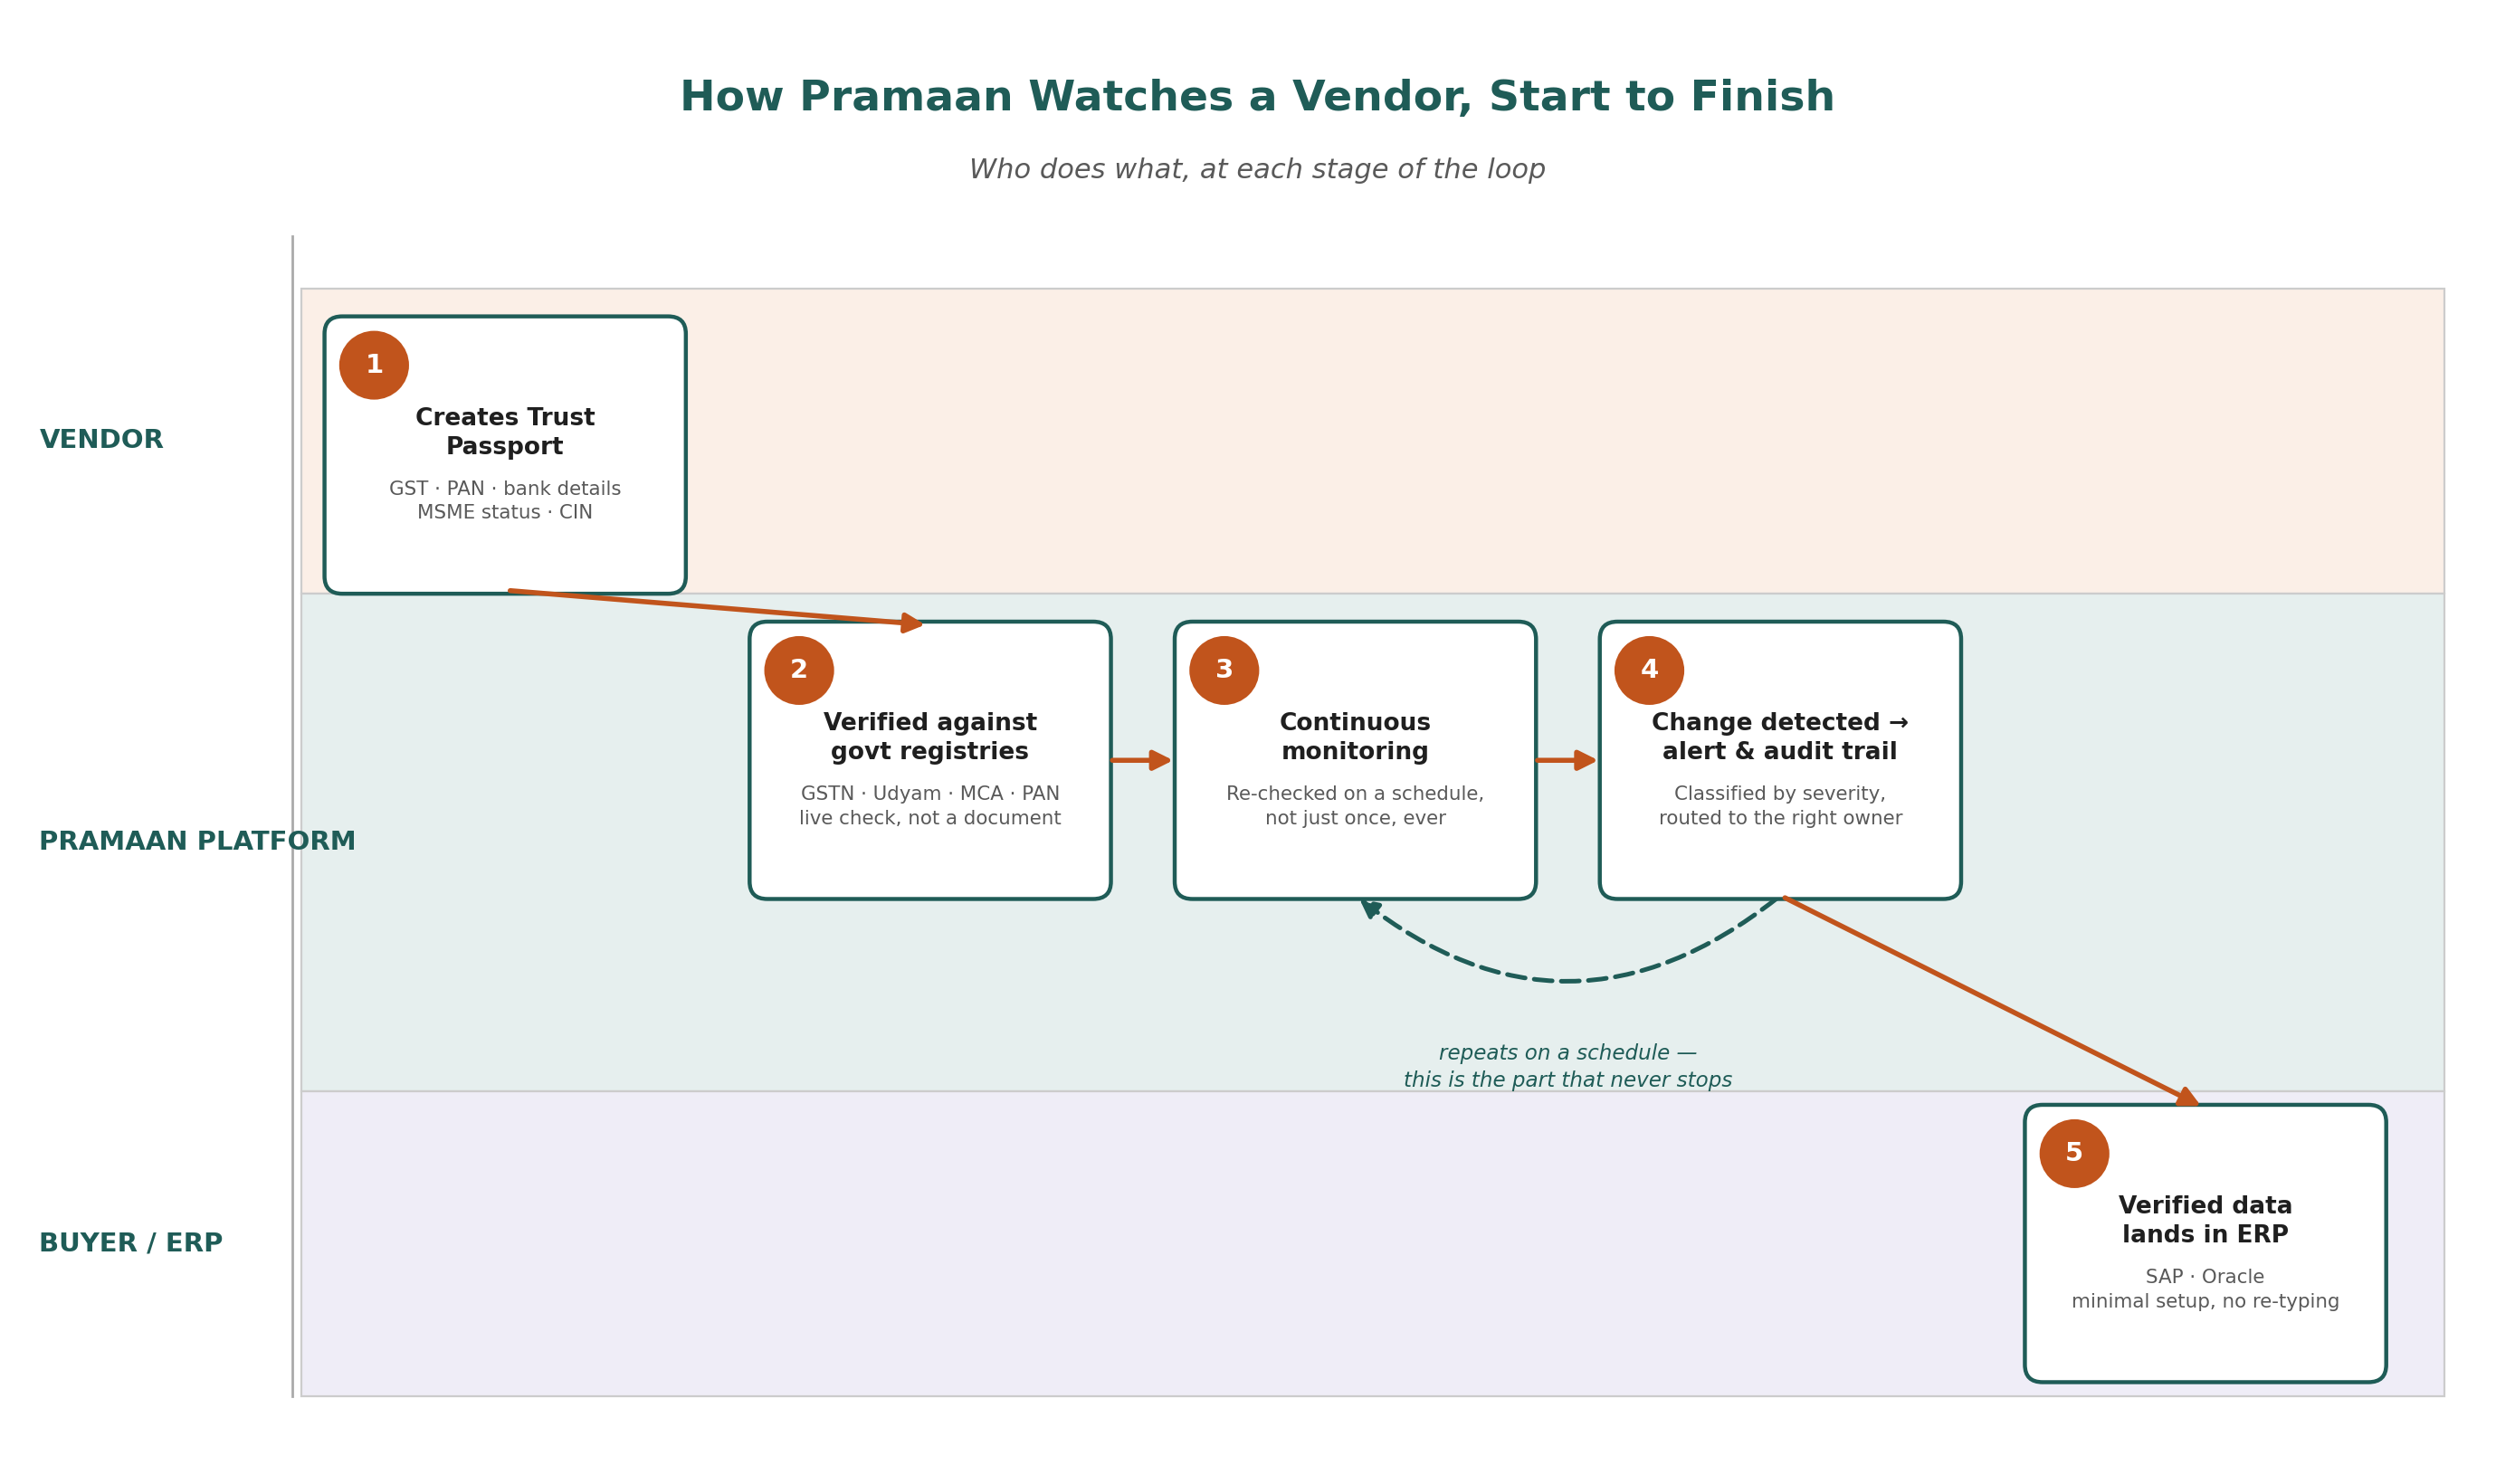 How Pramaan Watches a Vendor, Start to Finish
Who does what, at each stage of the loop
VENDOR
1
Creates Trust
Passport
GST · PAN · bank details
MSME status · CIN
PRAMAAN PLATFORM
2
Verified against
govt registries
GSTN · Udyam · MCA · PAN
live check, not a document
3
Continuous
monitoring
Re-checked on a schedule,
not just once, ever
4
Change detected →
alert & audit trail
Classified by severity,
routed to the right owner
repeats on a schedule —
this is the part that never stops
BUYER / ERP
5
Verified data
lands in ERP
SAP · Oracle
minimal setup, no re-typing